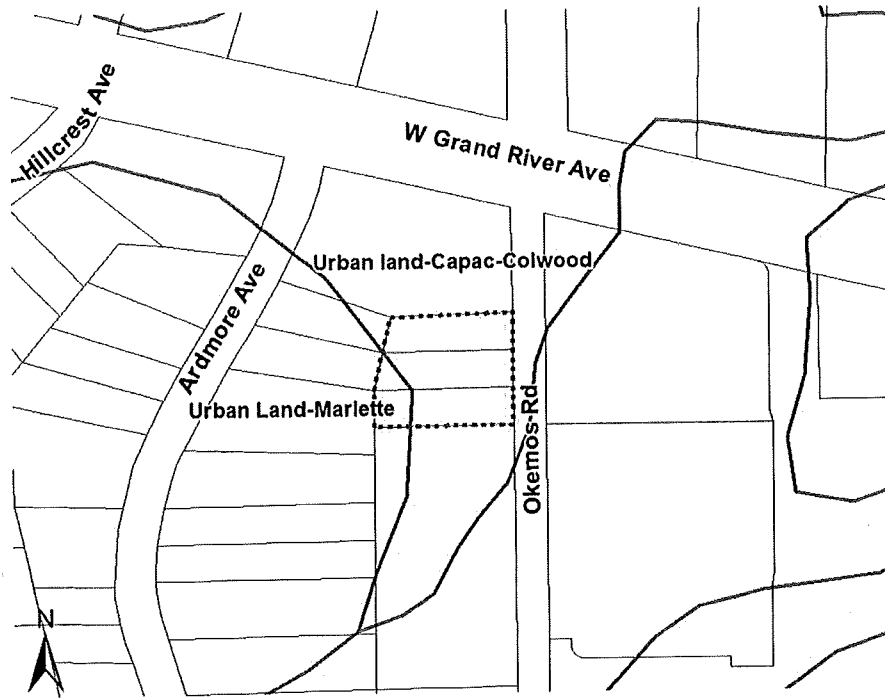 Hillcrest Ave
W Grand River Ave
Urban land-Capac-Colwood
Ardmore Ave
Urban Land-Marlette
Okemos-Rd
N